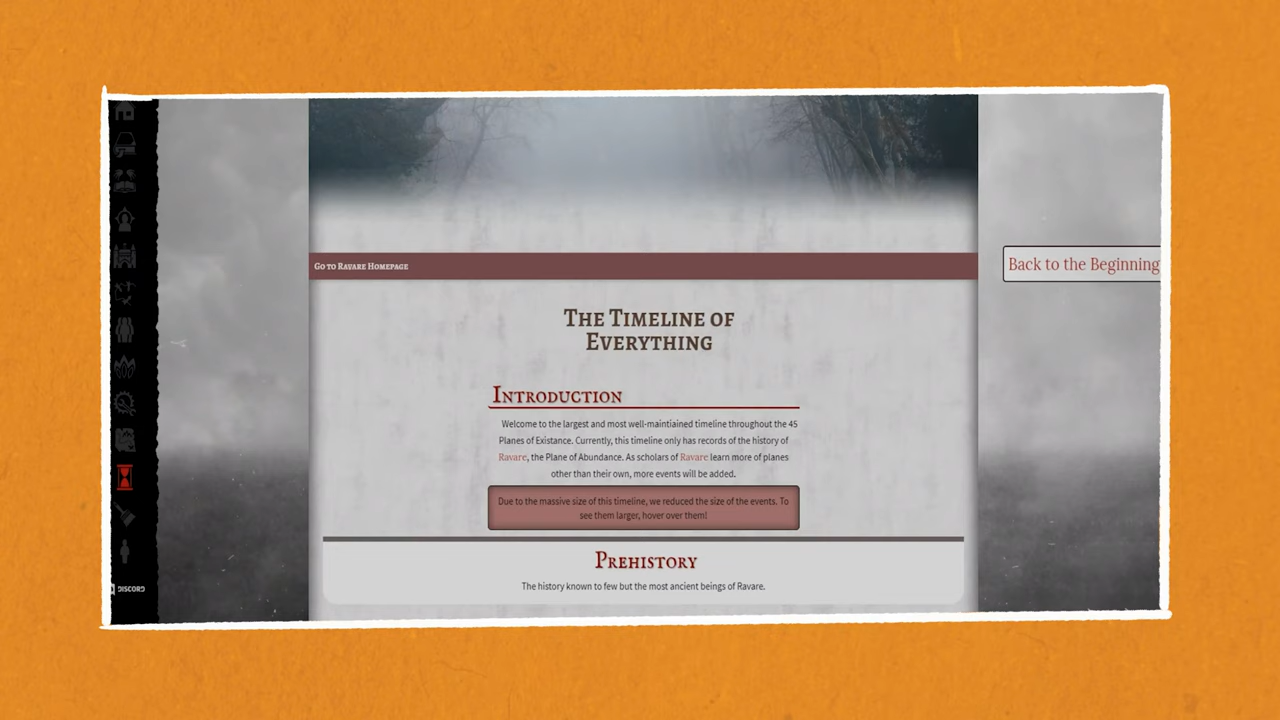 Go to Ravare Homepage
Back to the Beginning
The Timeline of
Everything
Introduction
Welcome to the largest and most well-maintiained timeline throughout the 45
Planes of Existance. Currently, this timeline only has records of the history of
Ravare, the Plane of Abundance. As scholars of Ravare learn more of planes
other than their own, more events will be added.
Due to the massive size of this timeline, we reduced the size of the events. To
see them larger, hover over them!
Prehistory
The history known to few but the most ancient beings of Ravare.
DISCORD